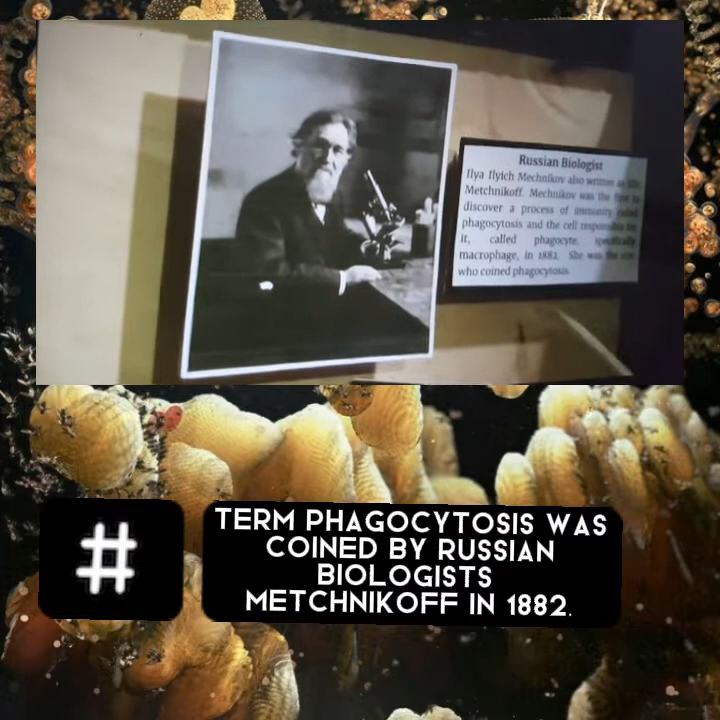 Russian Biologist
Ilya Ilyich Mechnikov also written as Elie
Metchnikoff. Mechnikov was the first to
discover a process of immunity called
phagocytosis and the cell responsible for
it, called phagocyte, specifically
macrophage, in 1882. She was the one
who coined phagocytosis.
#
TERM PHAGOCYTOSIS WAS
COINED BY RUSSIAN
BIOLOGISTS
METCHNIKOFF IN 1882.